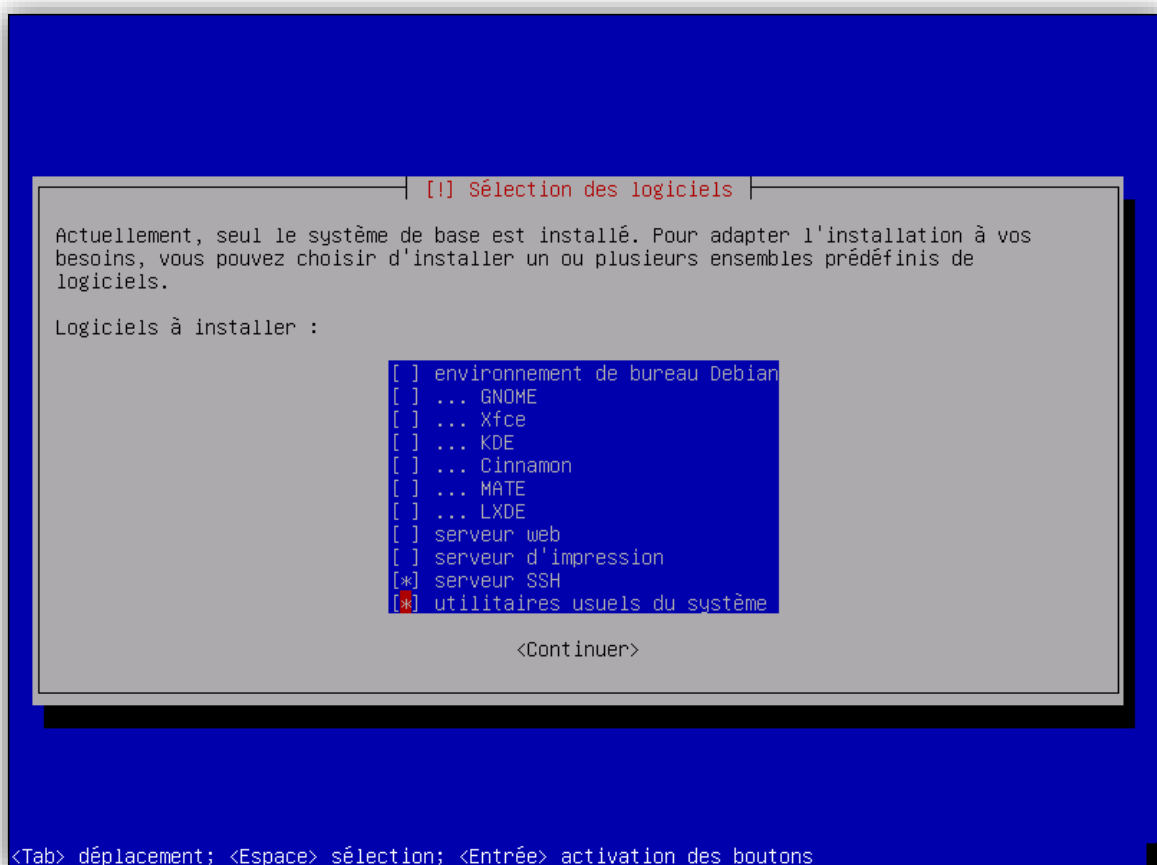 [!] Sélection des logiciels
Actuellement, seul le système de base est installé. Pour adapter l'installation à vos
besoins, vous pouvez choisir d'installer un ou plusieurs ensembles prédéfinis de
logiciels.
Logiciels à installer :
[ ] environnement de bureau Debian
[ ] ... GNOME
[ ] ... Xfce
[ ] ... KDE
[ ] ... Cinnamon
[ ] ... MATE
[ ] ... LXDE
[ ] serveur web
[ ] serveur d'impression
[*] serveur SSH
[*] utilitaires usuels du système
<Continuer>
<Tab> déplacement; <Espace> sélection; <Entrée> activation des boutons